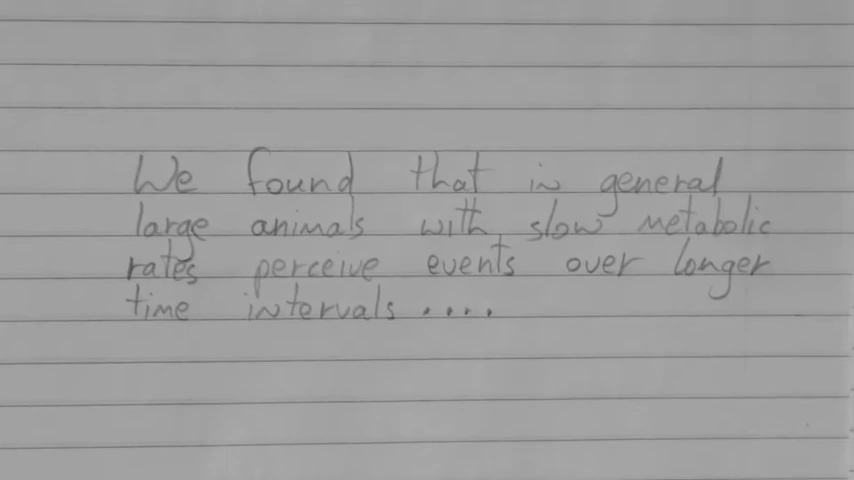 We found that in general
large animals with slow metabolic
rates perceive events over longer
time intervals ....